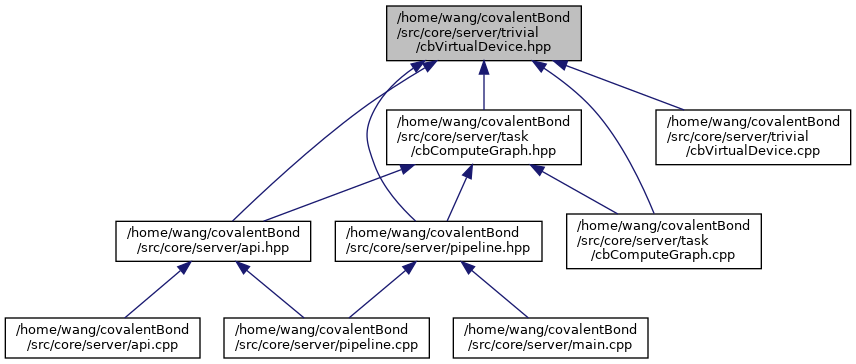 /home/wang/covalentBond
/src/core/server/trivial
/cbVirtualDevice.hpp
/home/wang/covalentBond
/src/core/server/task
/cbComputeGraph.hpp
/home/wang/covalentBond
/src/core/server/trivial
/cbVirtualDevice.cpp
/home/wang/covalentBond
/src/core/server/api.hpp
/home/wang/covalentBond
/src/core/server/pipeline.hpp
/home/wang/covalentBond
/src/core/server/task
/cbComputeGraph.cpp
/home/wang/covalentBond
/src/core/server/api.cpp
/home/wang/covalentBond
/src/core/server/pipeline.cpp
/home/wang/covalentBond
/src/core/server/main.cpp